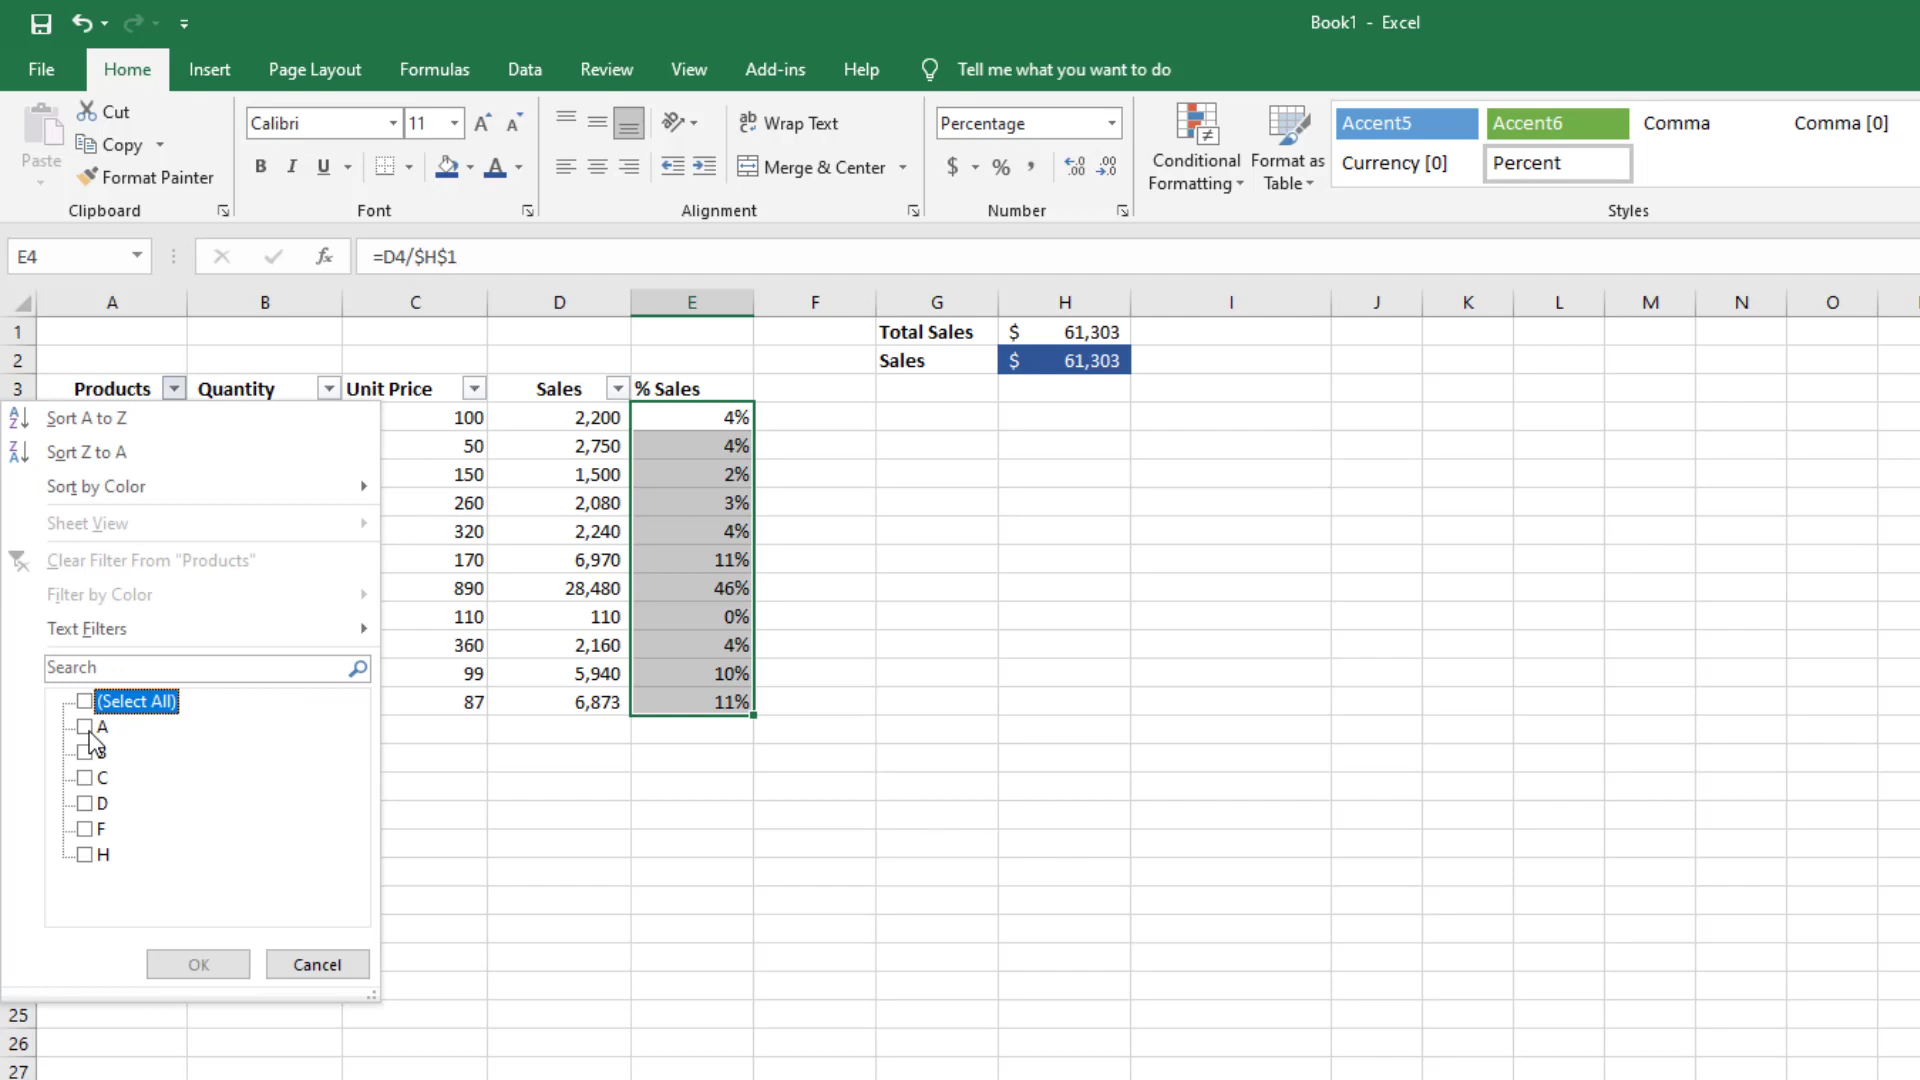 Book1 - Excel
File Home Insert Page Layout Formulas Data Review View Add-ins Help Tell me what you want to do
Paste
Cut
Copy
Format Painter
Clipboard
Calibri 11
B I U
Font
Wrap Text
Merge & Center
Alignment
Percentage
$ % ,
Number
Conditional Formatting
Format as Table
Accent5 Accent6 Comma Comma [0]
Currency [0] Percent
Styles
E4 fx =D4/$H$1
A B C D E F G H I J K L M N O
1 Total Sales $ 61,303
2 Sales $ 61,303
3 Products Quantity Unit Price Sales % Sales
100 2,200 4%
50 2,750 4%
150 1,500 2%
260 2,080 3%
320 2,240 4%
170 6,970 11%
890 28,480 46%
110 110 0%
360 2,160 4%
99 5,940 10%
87 6,873 11%
Sort A to Z
Sort Z to A
Sort by Color
Sheet View
Clear Filter From "Products"
Filter by Color
Text Filters
Search
(Select All)
A
B
C
D
F
H
OK Cancel
25
26
27